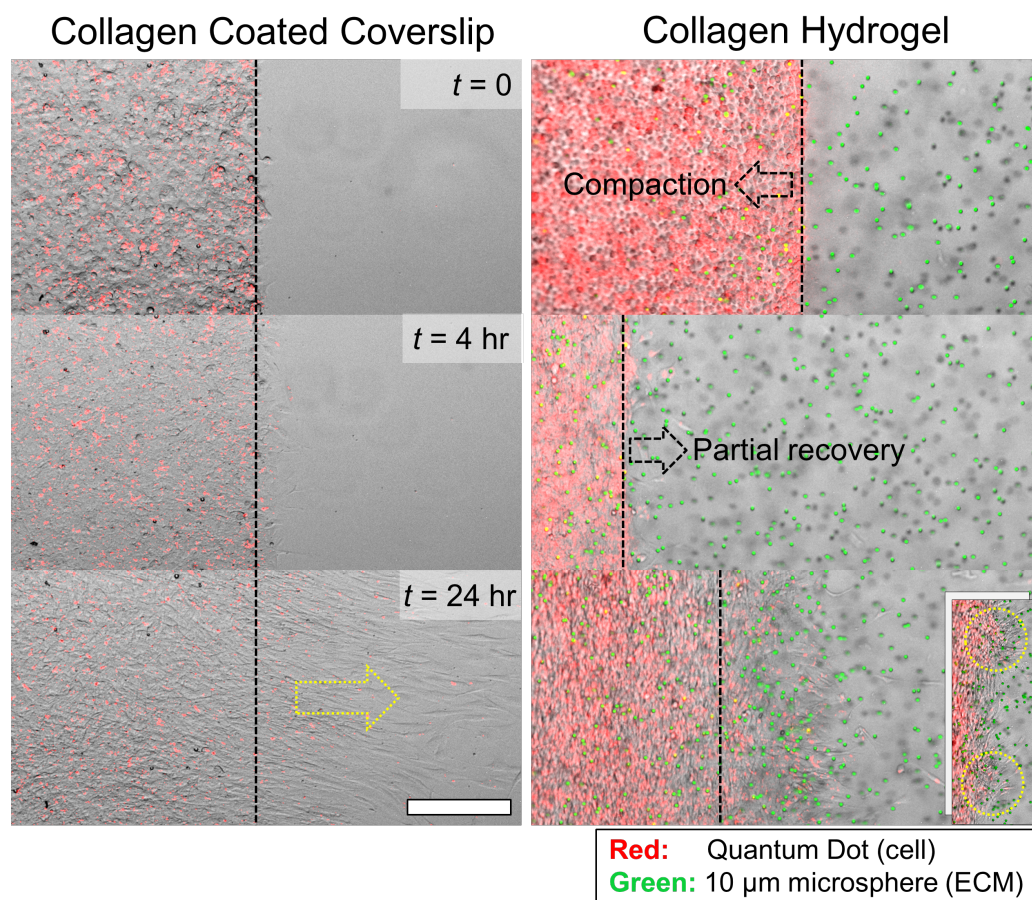 Collagen Coated Coverslip
Collagen Hydrogel
t = 0
Compaction
t = 4 hr
Partial recovery
t = 24 hr
Red: Quantum Dot (cell)
Green: 10 µm microsphere (ECM)